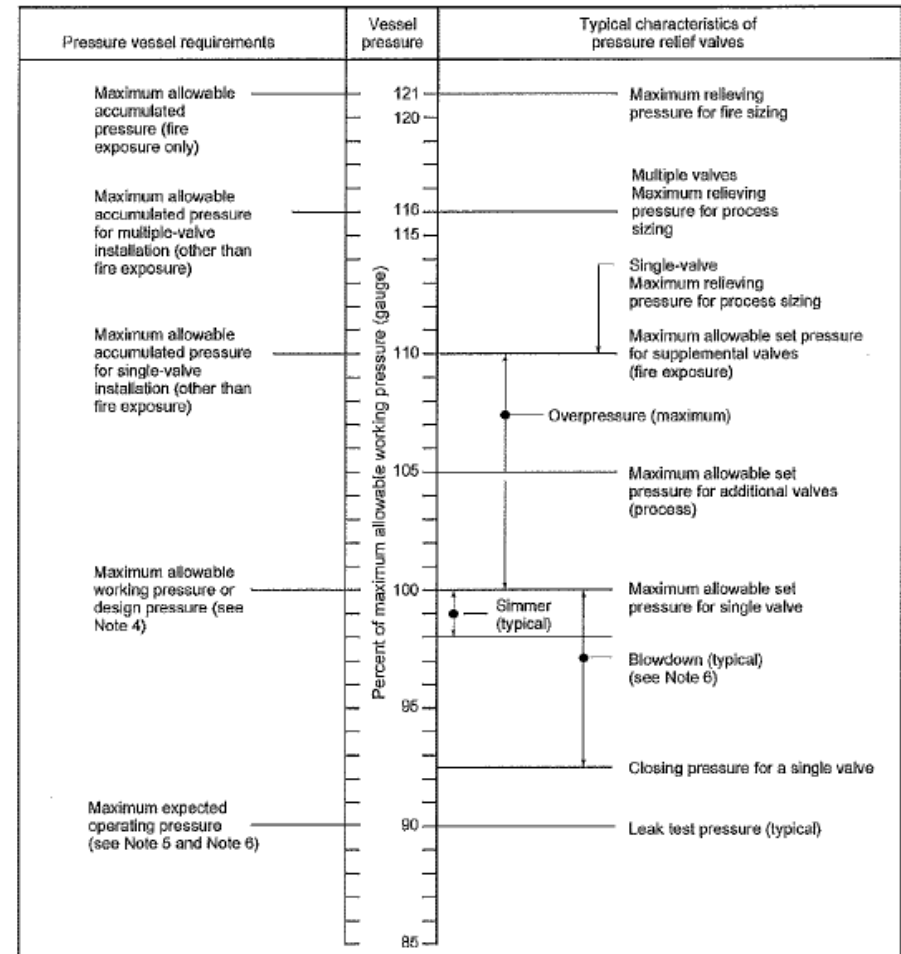 Pressure vessel requirements
Vessel
pressure
Typical characteristics of
pressure relief valves
Maximum allowable
accumulated
pressure (fire
exposure only)
121
120
Maximum relieving
pressure for fire sizing
Maximum allowable
accumulated pressure
for multiple-valve
installation (other than
fire exposure)
116
115
Multiple valves
Maximum relieving
pressure for process
sizing
Single-valve
Maximum relieving
pressure for process sizing
Maximum allowable
accumulated pressure
for single-valve
installation (other than
fire exposure)
110
Maximum allowable set pressure
for supplemental valves
(fire exposure)
Overpressure (maximum)
Percent of maximum allowable working pressure (gauge)
105
Maximum allowable set
pressure for additional valves
(process)
Maximum allowable
working pressure or
design pressure (see
Note 4)
100
Simmer
(typical)
Maximum allowable set
pressure for single valve
Blowdown (typical)
(see Note 6)
95
Closing pressure for a single valve
Maximum expected
operating pressure
(see Note 5 and Note 6)
90
Leak test pressure (typical)
85